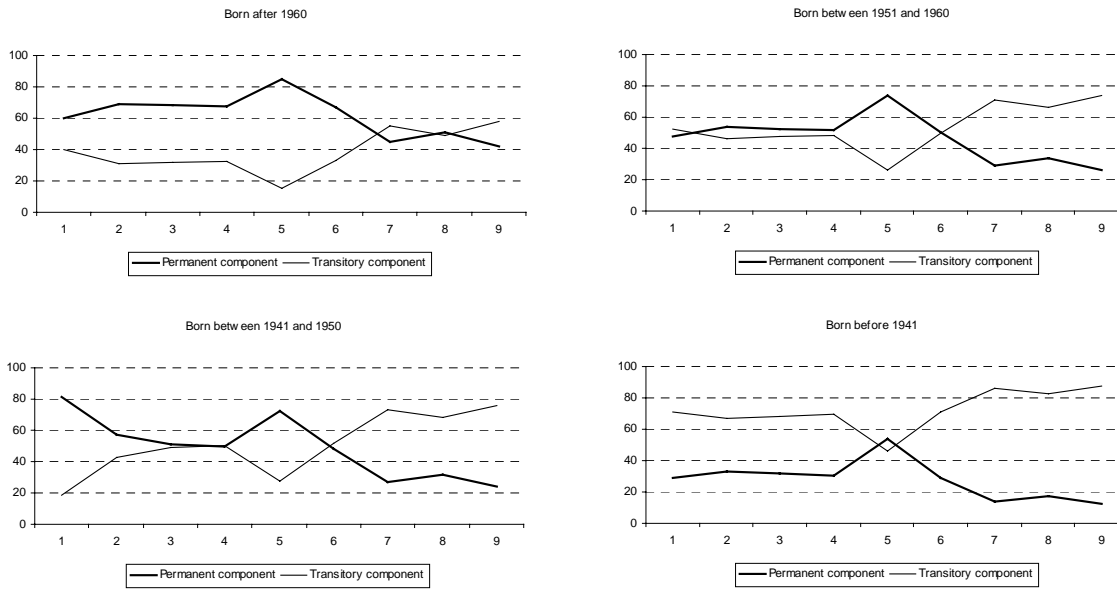 Born after 1960
100
80
60
40
20
0
1 2 3 4 5 6 7 8 9
Permanent component Transitory component
Born between 1951 and 1960
100
80
60
40
20
0
1 2 3 4 5 6 7 8 9
Permanent component Transitory component
Born between 1941 and 1950
100
80
60
40
20
0
1 2 3 4 5 6 7 8 9
Permanent component Transitory component
Born before 1941
100
80
60
40
20
0
1 2 3 4 5 6 7 8 9
Permanent component Transitory component